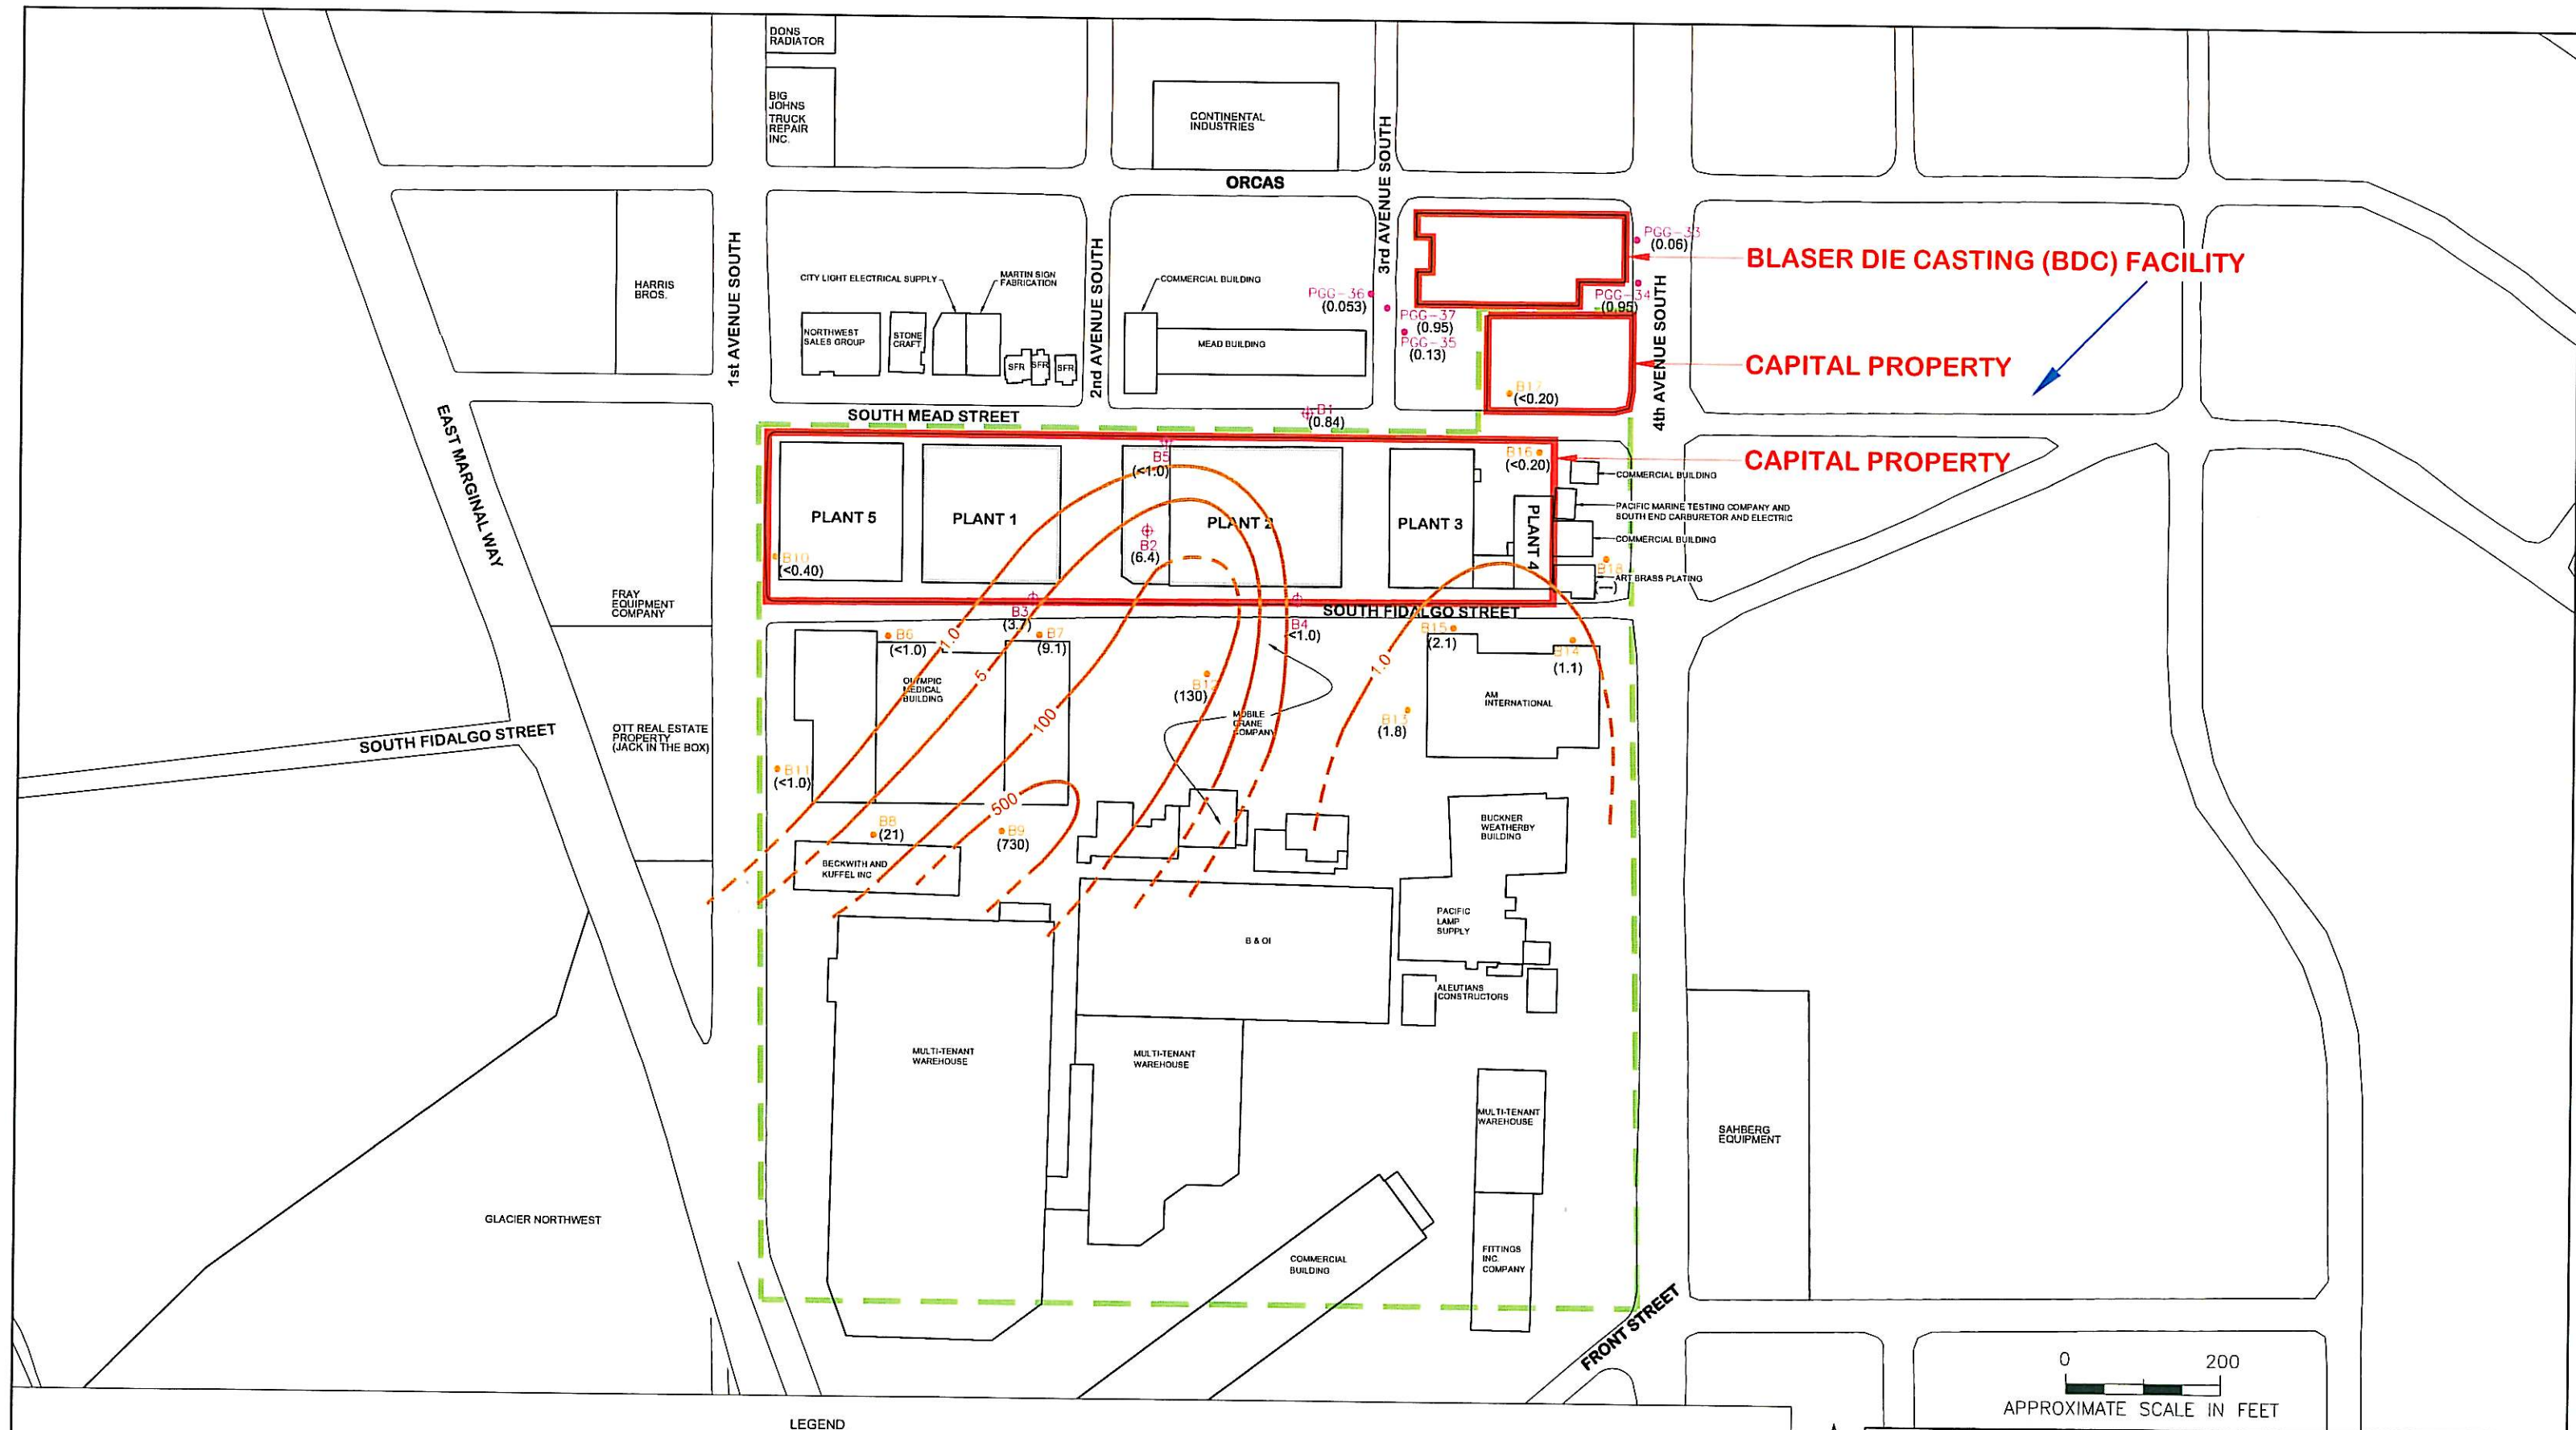 DONS
RADIATOR
BIG
JOHNS
TRUCK
REPAIR
INC.
CONTINENTAL
INDUSTRIES
ORCAS
3rd AVENUE SOUTH
1st AVENUE SOUTH
2nd AVENUE SOUTH
4th AVENUE SOUTH
HARRIS
BROS.
CITY LIGHT ELECTRICAL SUPPLY
MARTIN SIGN
FABRICATION
COMMERCIAL BUILDING
NORTHWEST
SALES GROUP
STONE
CRAFT
SFR
SFR
SFR
MEAD BUILDING
PGG-36
(0.053)
PGG-37
(0.95)
PGG-35
(0.13)
PGG-33
(0.06)
PGG-34
(0.95)
BLASER DIE CASTING (BDC) FACILITY
CAPITAL PROPERTY
B17
(<0.20)
SOUTH MEAD STREET
B1
(0.84)
EAST MARGINAL WAY
CAPITAL PROPERTY
B5
(<1.0)
B16
(<0.20)
COMMERCIAL BUILDING
PLANT 5
PLANT 1
PLANT 2
PLANT 3
PLANT 4
PACIFIC MARINE TESTING COMPANY AND
SOUTH END CARBURETOR AND ELECTRIC
COMMERCIAL BUILDING
B2
(6.4)
B10
(<0.40)
B18
(—)
ART BRASS PLATING
FRAY
EQUIPMENT
COMPANY
B3
(3.7)
SOUTH FIDALGO STREET
B4
<1.0)
B6
(<1.0)
B7
(9.1)
1.0
B15
(2.1)
B14
(1.1)
1.0
5
OLYMPIC
MEDICAL
BUILDING
B12
(130)
AM
INTERNATIONAL
100
MOBILE
CRANE
COMPANY
B13
(1.8)
SOUTH FIDALGO STREET
OTT REAL ESTATE
PROPERTY
(JACK IN THE BOX)
B11
(<1.0)
500
B8
(21)
B9
(730)
BUCKNER
WEATHERBY
BUILDING
BECKWITH AND
KUFFEL INC
PACIFIC
LAMP
SUPPLY
B & OI
ALEUTIANS
CONSTRUCTORS
MULTI-TENANT
WAREHOUSE
MULTI-TENANT
WAREHOUSE
MULTI-TENANT
WAREHOUSE
SAHBERG
EQUIPMENT
GLACIER NORTHWEST
COMMERCIAL
BUILDING
FITTINGS
INC.
COMPANY
FRONT STREET
0 200
APPROXIMATE SCALE IN FEET
LEGEND